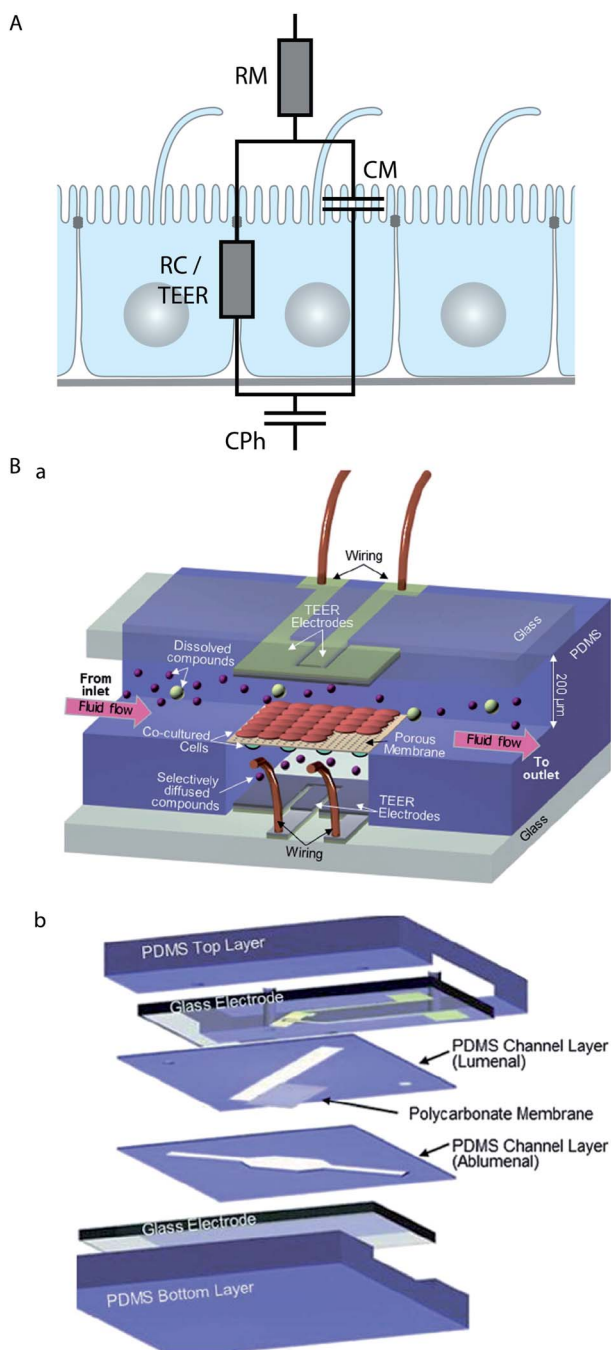 A
RM
CM
RC /
TEER
CPh
B a
Wiring
TEER
Electrodes
Glass
PDMS
Dissolved
compounds
200 µm
From
inlet
Fluid flow
Co-cultured
Cells
Porous
Membrane
Fluid flow
To
outlet
Selectively
diffused
compounds
TEER
Electrodes
Wiring
Glass
b
PDMS Top Layer
Glass Electrode
PDMS Channel Layer
(Lumenal)
Polycarbonate Membrane
PDMS Channel Layer
(Ablumenal)
Glass Electrode
PDMS Bottom Layer